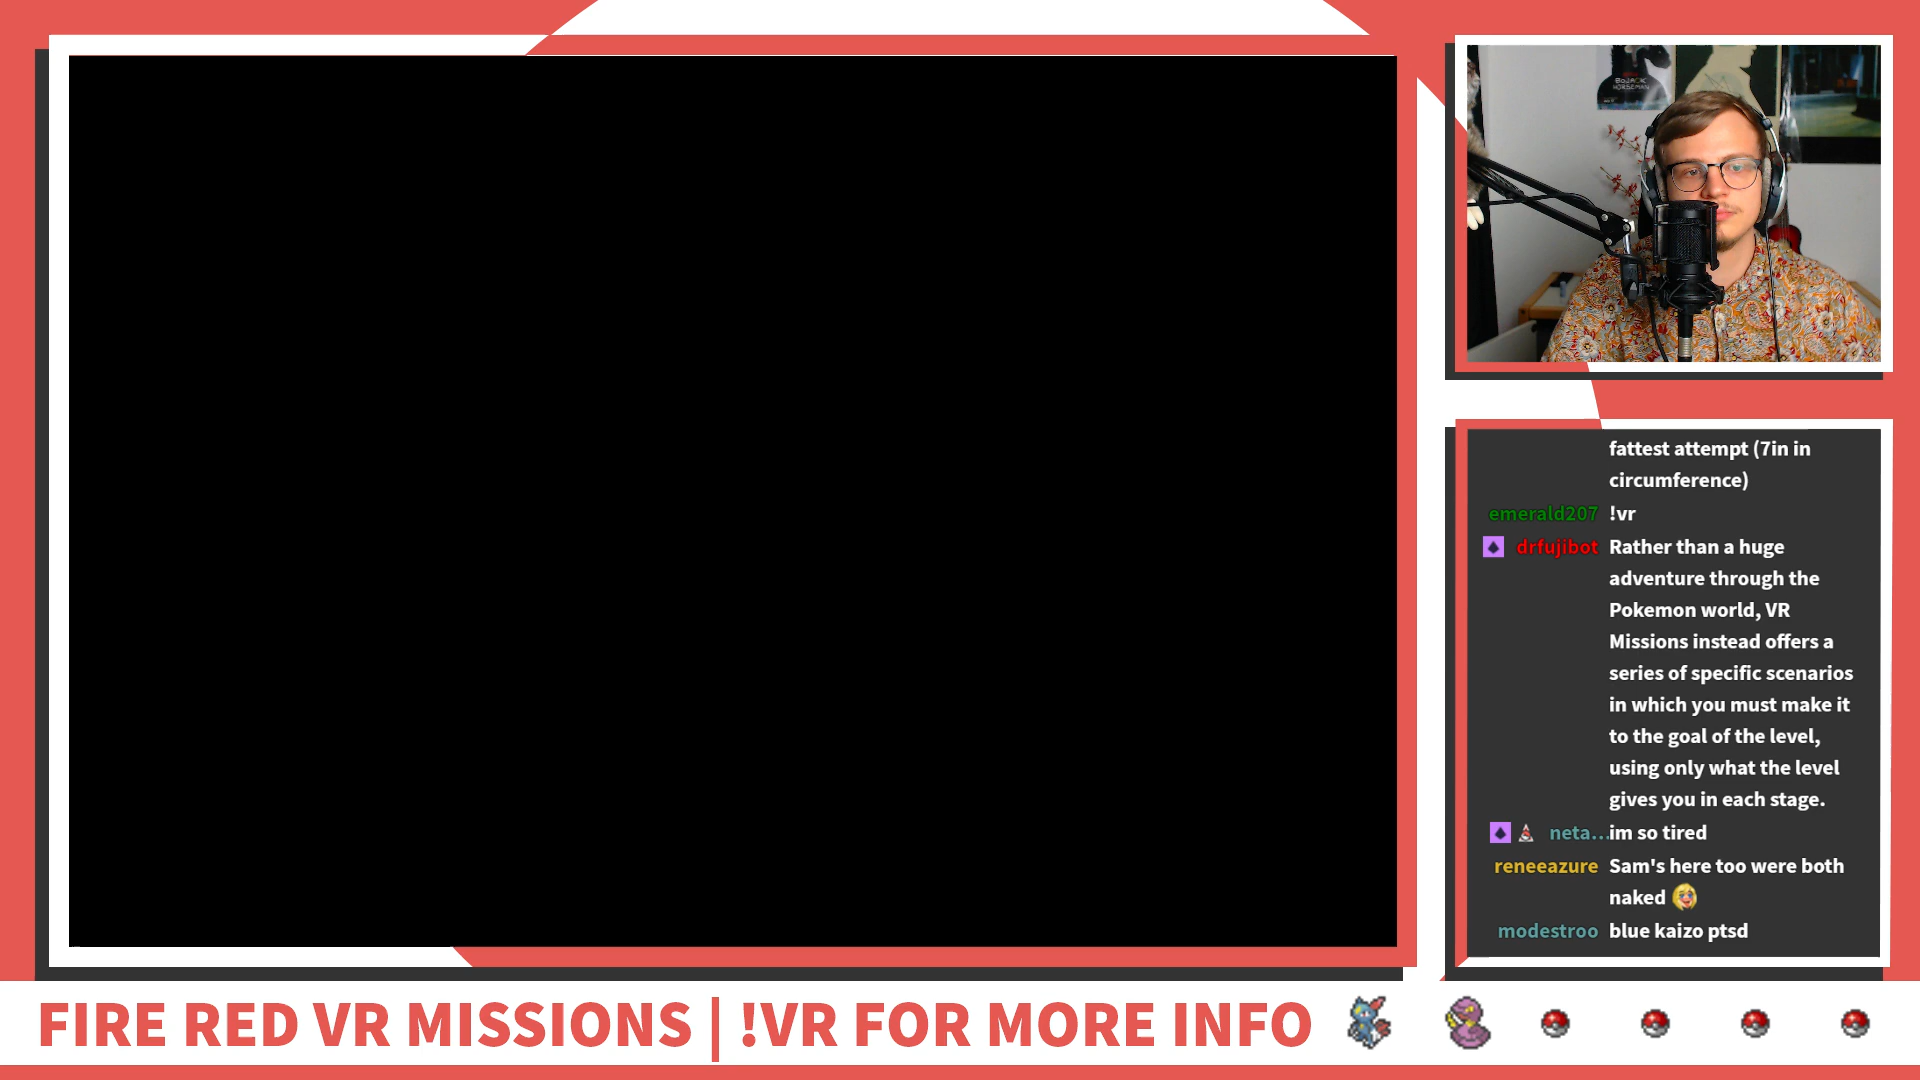 BOJACK
HORSEMAN
fattest attempt (7in in
circumference)
emerald207 !vr
drfujibot Rather than a huge
adventure through the
Pokemon world, VR
Missions instead offers a
series of specific scenarios
in which you must make it
to the goal of the level,
using only what the level
gives you in each stage.
neta... im so tired
reneeazure Sam's here too were both
naked
modestroo blue kaizo ptsd
FIRE RED VR MISSIONS | !VR FOR MORE INFO